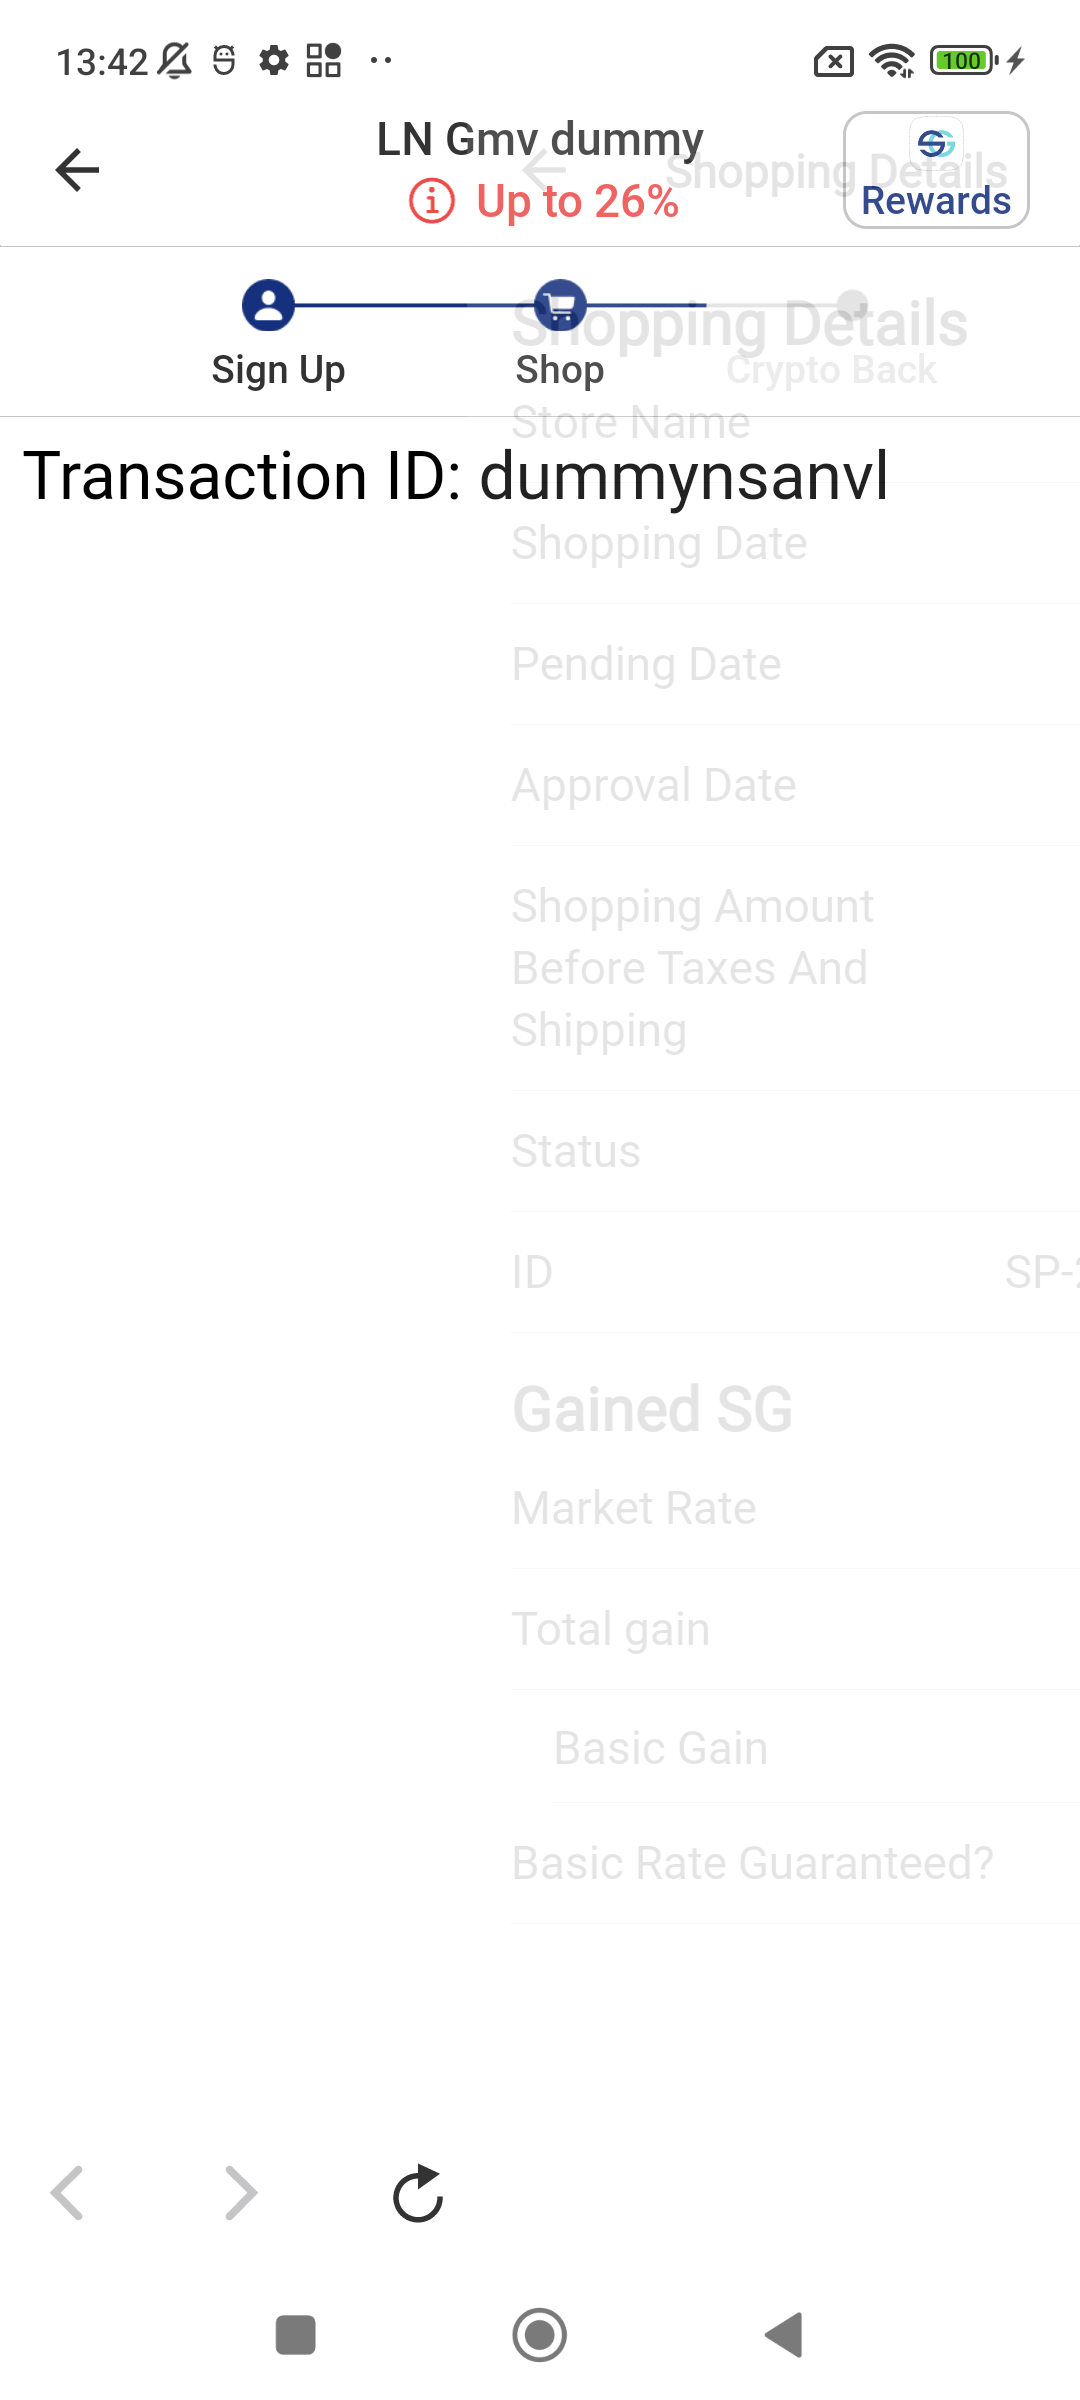 13:42
100
LN Gmv dummy
Up to 26%
Shopping Details
Rewards
Sign Up
Shop
Crypto Back
Shopping Details
Store Name
Transaction ID: dummynsanvl
Shopping Date
Pending Date
Approval Date
Shopping Amount
Before Taxes And
Shipping
Status
ID SP-2
Gained SG
Market Rate
Total gain
Basic Gain
Basic Rate Guaranteed?